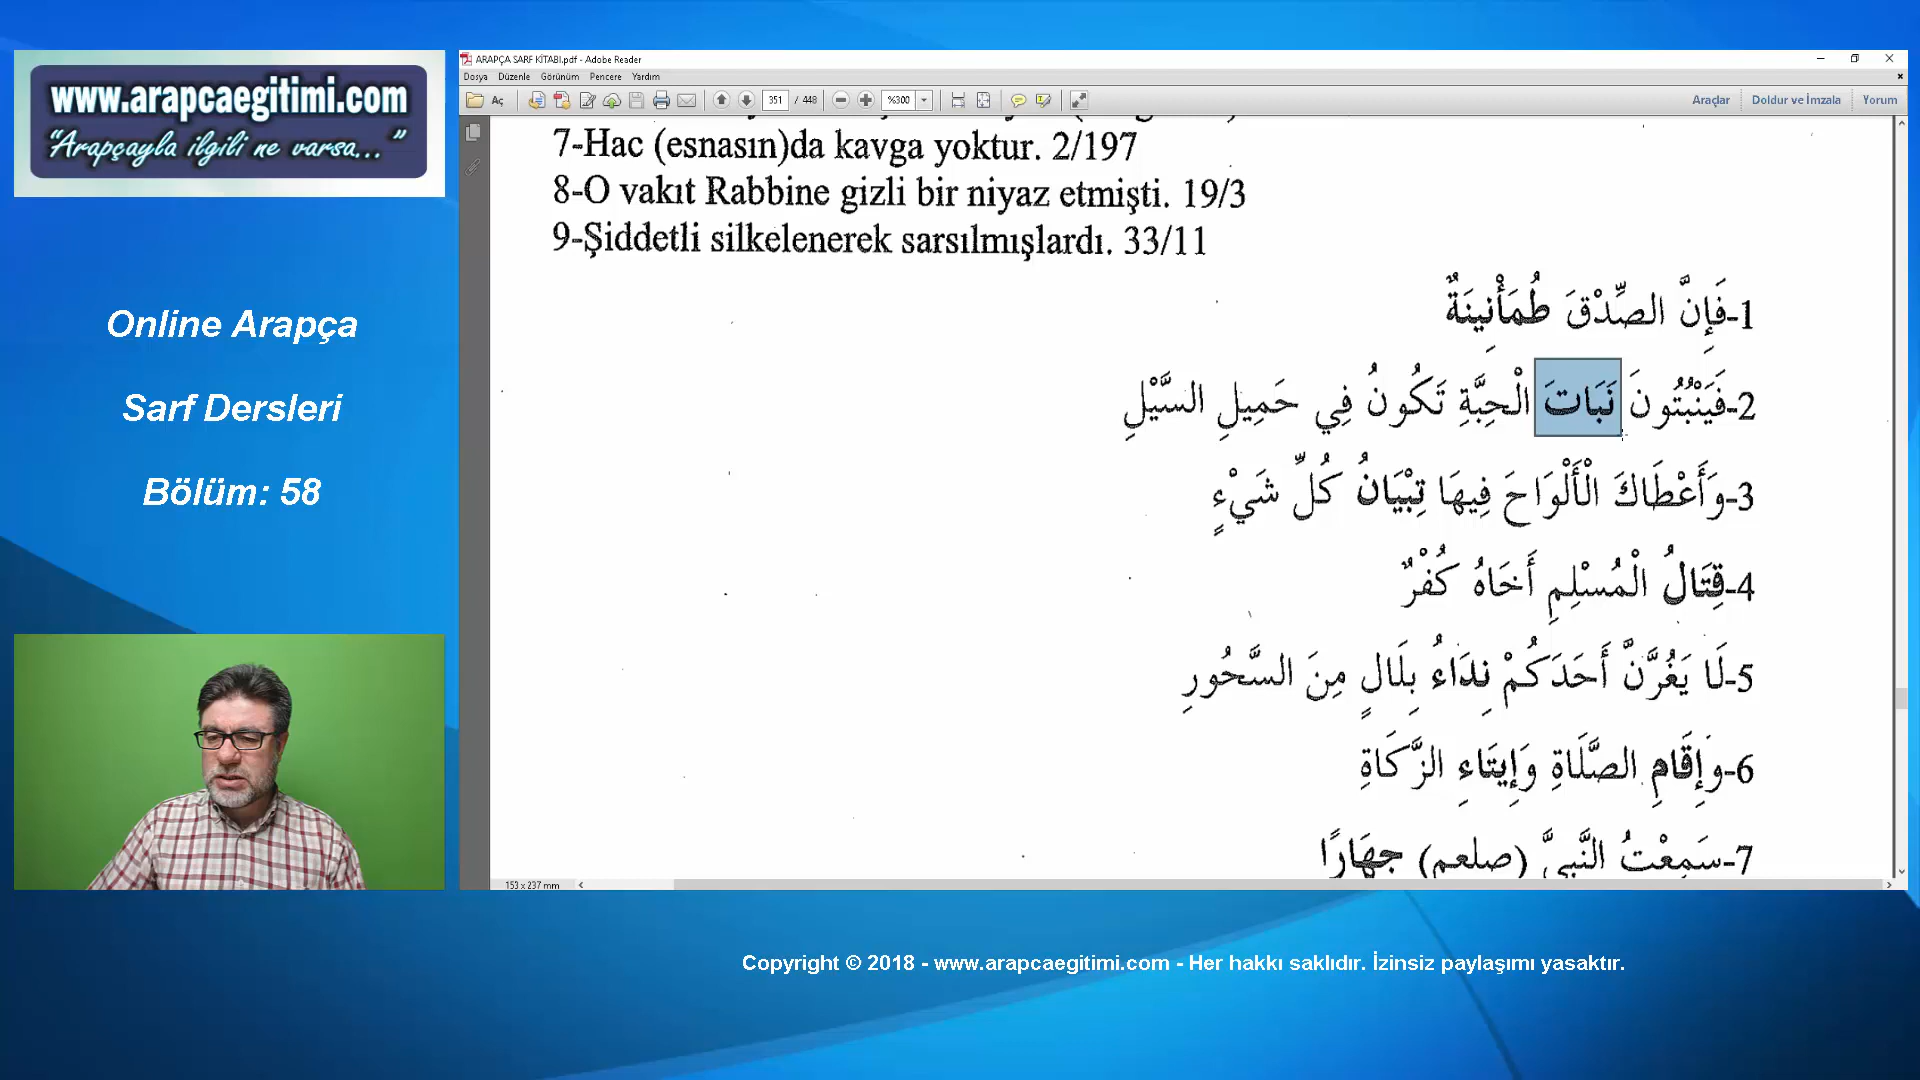 www.arapcaegitimi.com
"Arapçayla ilgili ne varsa..."
Online Arapça
Sarf Dersleri
Bölüm: 58
ARAPÇA SARF KİTABI.pdf - Adobe Reader
Dosya Düzenle Görünüm Pencere Yardım
Aç 351 / 448 %300 Araçlar Doldur ve İmzala Yorum
7-Hac (esnasın)da kavga yoktur. 2/197
8-O vakıt Rabbine gizli bir niyaz etmişti. 19/3
9-Şiddetli silkelenerek sarsılmışlardı. 33/11
1-فَإِنَّ الصِّدْقَ طُمَأْنِينَةٌ
2-فَيَنْبُتُونَ نَبَاتَ الْحِبَّةِ تَكُونُ فِي حَمِيلِ السَّيْلِ
3-وَأَعْطَاكَ الْأَلْوَاحَ فِيهَا تِبْيَانُ كُلِّ شَيْءٍ
4-قِتَالُ الْمُسْلِمِ أَخَاهُ كُفْرٌ
5-لَا يَغُرَّنَّ أَحَدَكُمْ نِدَاءُ بِلَالٍ مِنَ السَّحُورِ
6-وَإِقَامِ الصَّلَاةِ وَإِيتَاءِ الزَّكَاةِ
7-سَمِعْتُ النَّبِيَّ (صلعم) جِهَارًا
153 x 237 mm
Copyright © 2018 - www.arapcaegitimi.com - Her hakkı saklıdır. İzinsiz paylaşımı yasaktır.